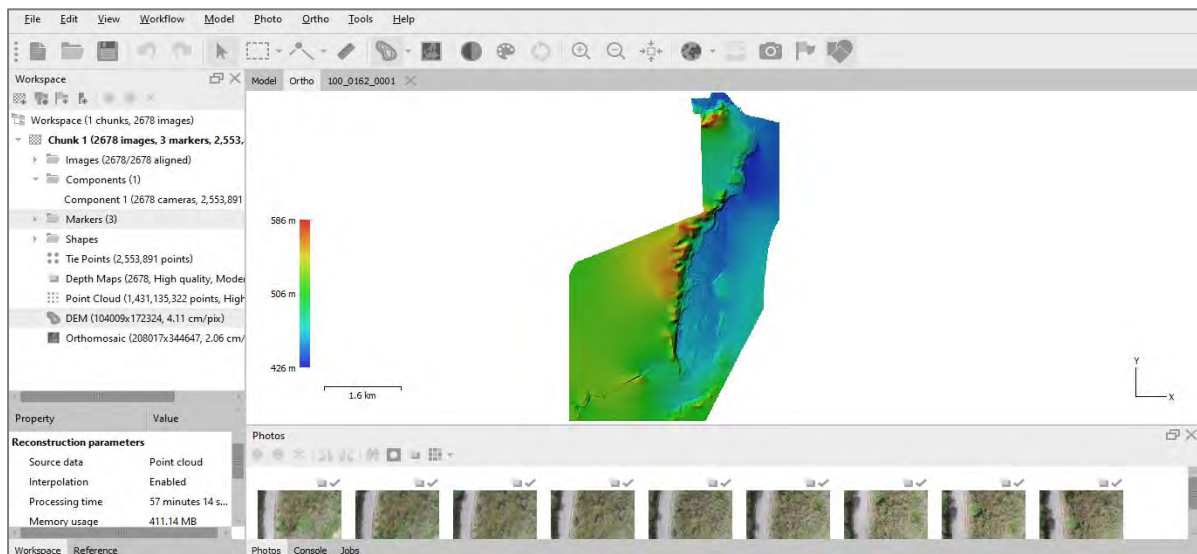 File Edit View Workflow Model Photo Ortho Tools Help
Workspace
Model Ortho 100_0162_0001
Workspace (1 chunks, 2678 images)
Chunk 1 (2678 images, 3 markers, 2,553,
Images (2678/2678 aligned)
Components (1)
Component 1 (2678 cameras, 2,553,891
Markers (3)
Shapes
Tie Points (2,553,891 points)
Depth Maps (2678, High quality, Mode
Point Cloud (1,431,135,322 points, High
DEM (104009x172324, 4.11 cm/pix)
Orthomosaic (208017x344647, 2.06 cm/
586 m
506 m
426 m
1.6 km
Y
X
Property Value
Reconstruction parameters
Source data Point cloud
Interpolation Enabled
Processing time 57 minutes 14 s...
Memory usage 411.14 MB
Workspace Reference
Photos
Photos Console Jobs